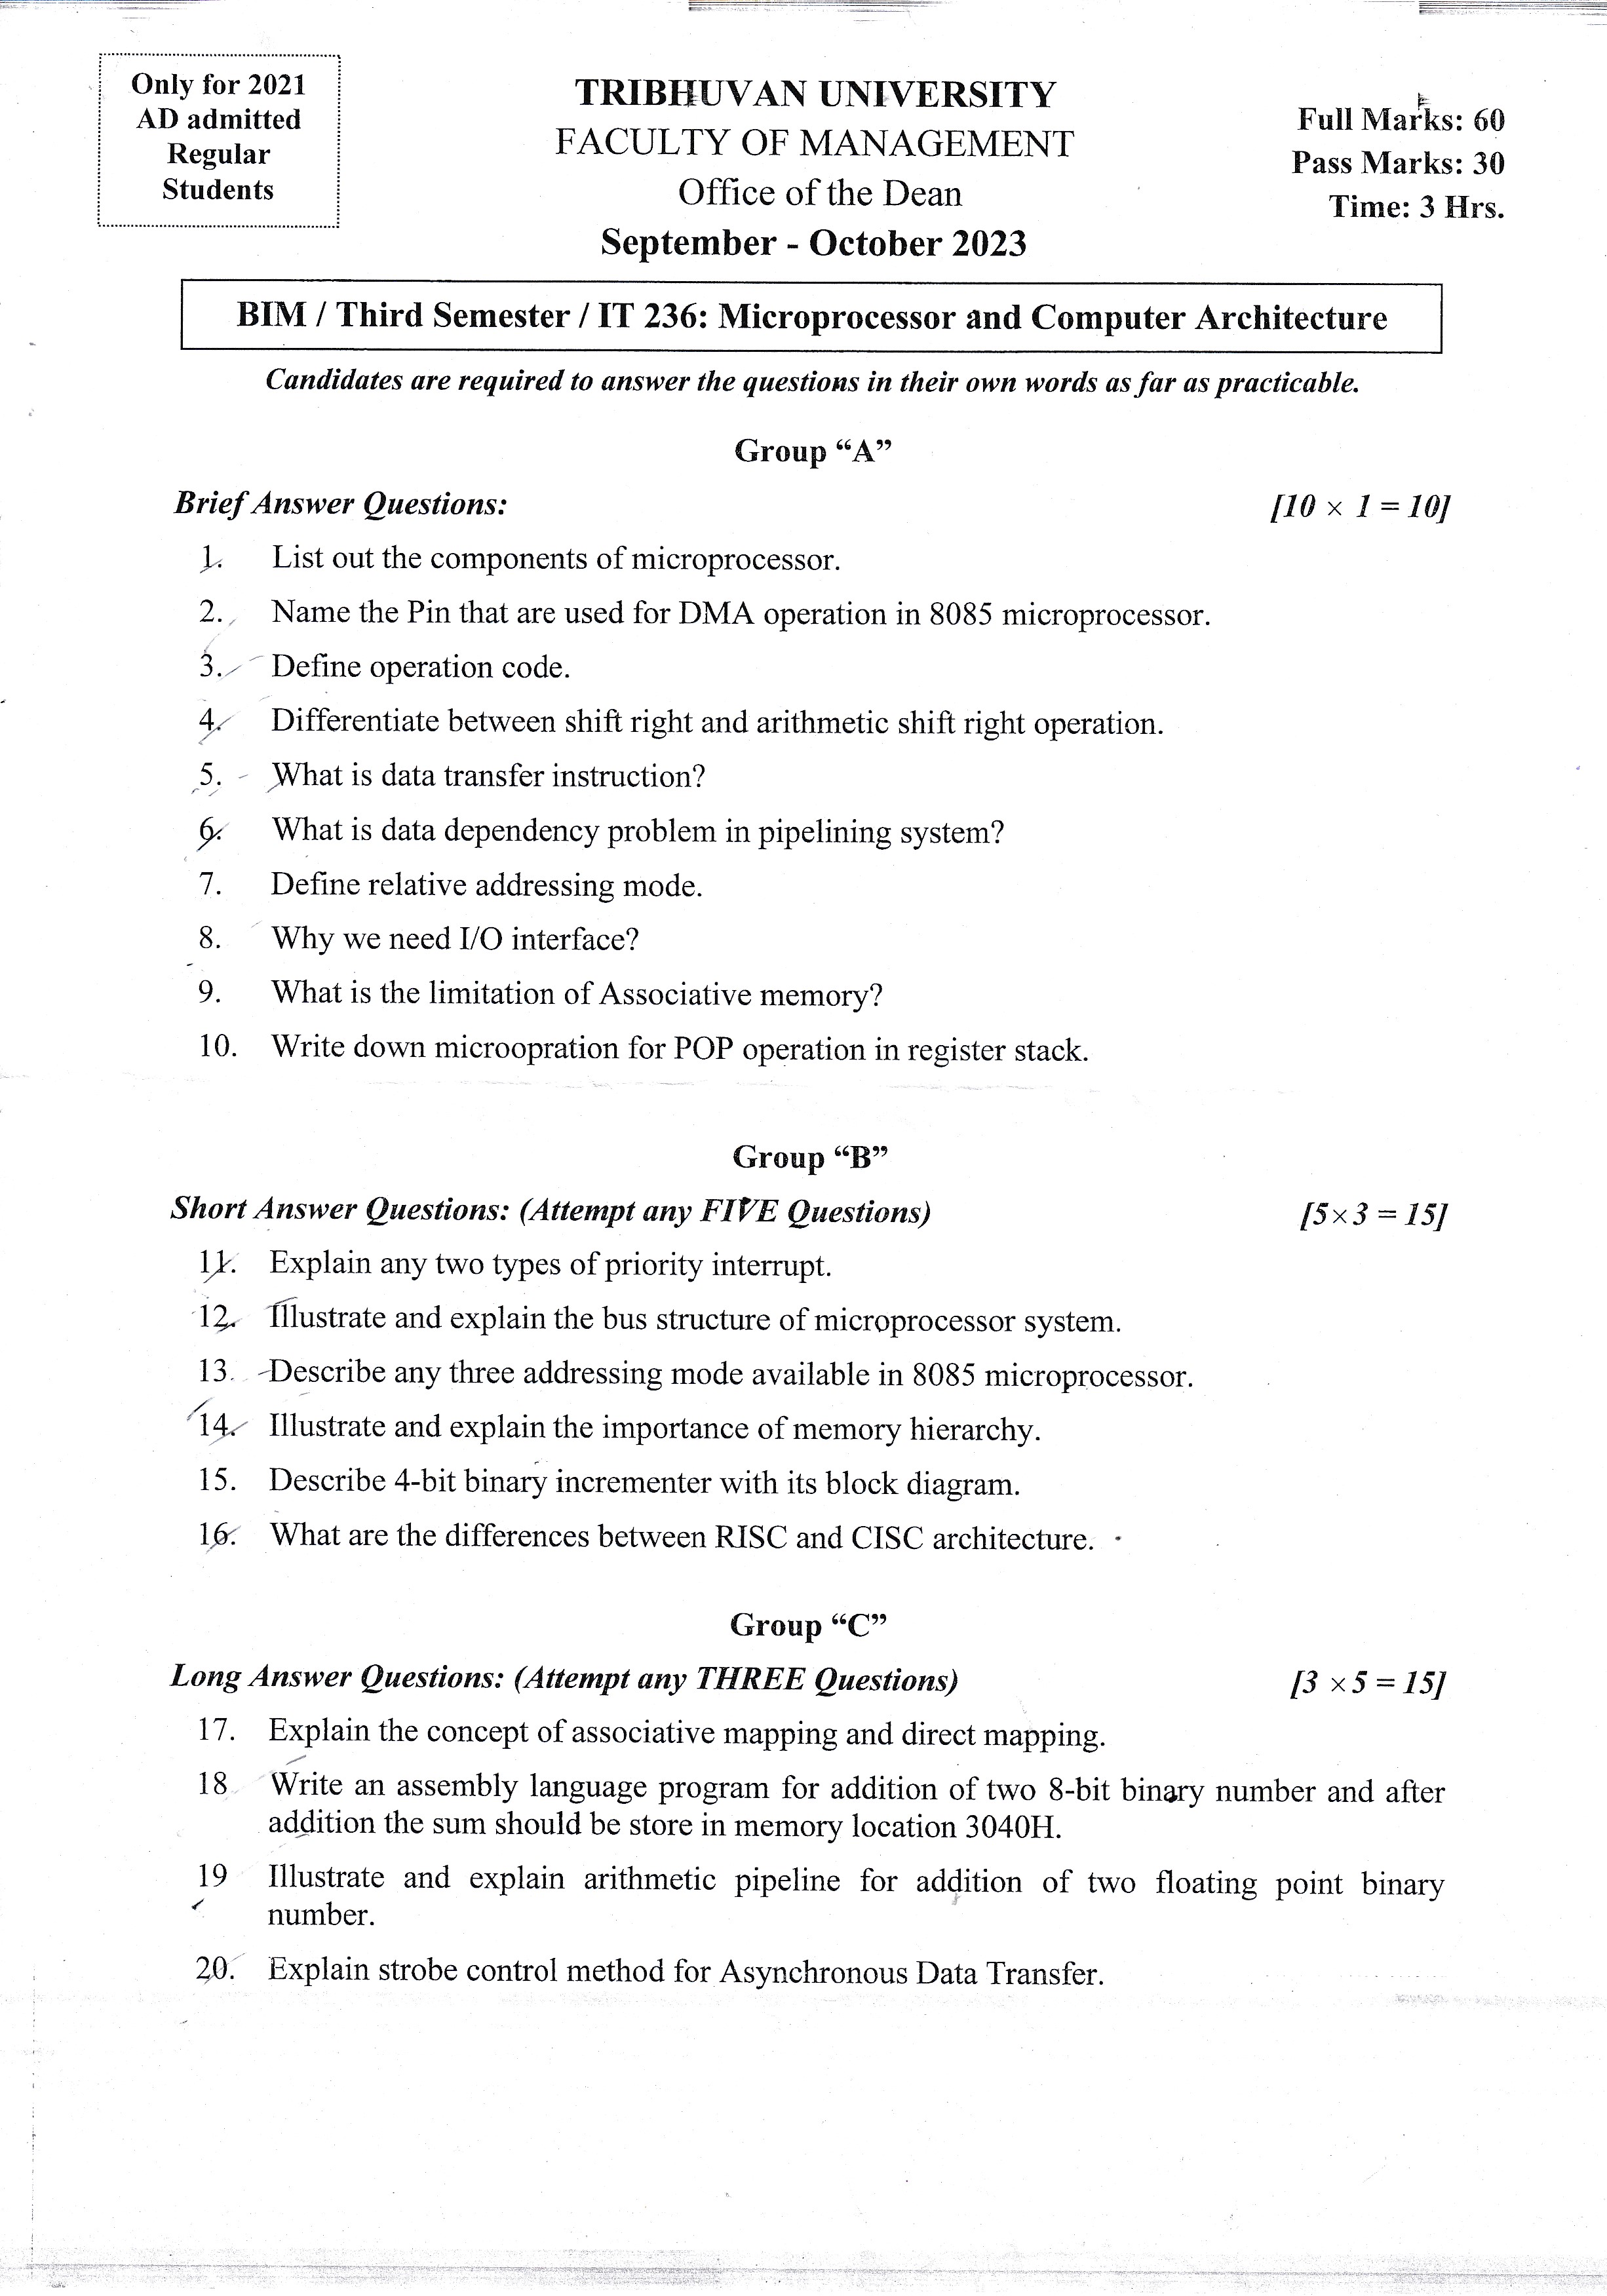 Only for 2021
AD admitted
Regular
Students
TRIBHUVAN UNIVERSITY
FACULTY OF MANAGEMENT
Office of the Dean
September - October 2023
Full Marks: 60
Pass Marks: 30
Time: 3 Hrs.
BIM / Third Semester / IT 236: Microprocessor and Computer Architecture
Candidates are required to answer the questions in their own words as far as practicable.
Group “A”
Brief Answer Questions: [10 × 1 = 10]
1. List out the components of microprocessor.
2. Name the Pin that are used for DMA operation in 8085 microprocessor.
3. Define operation code.
4. Differentiate between shift right and arithmetic shift right operation.
5. What is data transfer instruction?
6. What is data dependency problem in pipelining system?
7. Define relative addressing mode.
8. Why we need I/O interface?
9. What is the limitation of Associative memory?
10. Write down microopration for POP operation in register stack.
Group “B”
Short Answer Questions: (Attempt any FIVE Questions) [5×3 = 15]
11. Explain any two types of priority interrupt.
12. Illustrate and explain the bus structure of microprocessor system.
13. Describe any three addressing mode available in 8085 microprocessor.
14. Illustrate and explain the importance of memory hierarchy.
15. Describe 4-bit binary incrementer with its block diagram.
16. What are the differences between RISC and CISC architecture.
Group “C”
Long Answer Questions: (Attempt any THREE Questions) [3 ×5 = 15]
17. Explain the concept of associative mapping and direct mapping.
18 Write an assembly language program for addition of two 8-bit binary number and after
addition the sum should be store in memory location 3040H.
19 Illustrate and explain arithmetic pipeline for addition of two floating point binary
number.
20. Explain strobe control method for Asynchronous Data Transfer.